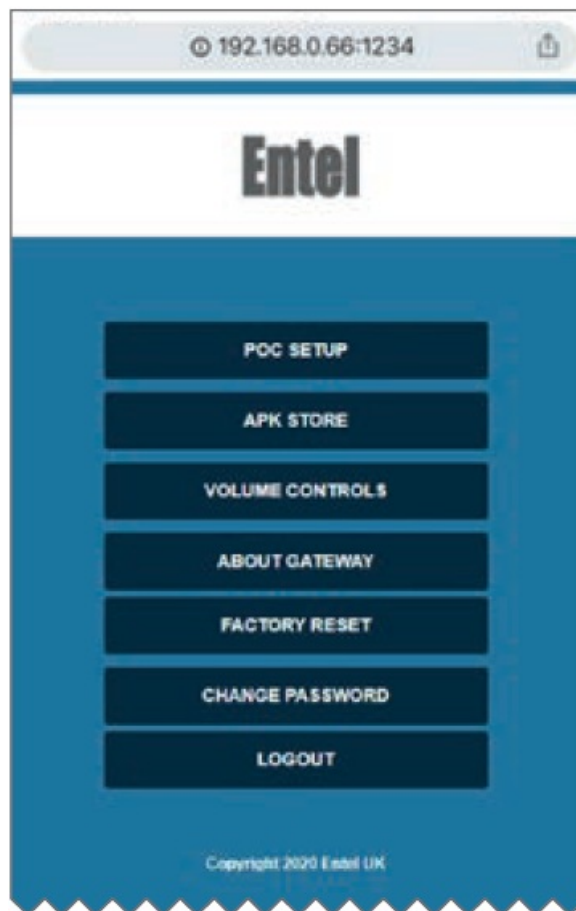 192.168.0.66:1234
Entel
POC SETUP
APK STORE
VOLUME CONTROLS
ABOUT GATEWAY
FACTORY RESET
CHANGE PASSWORD
LOGOUT
Copyright 2020 Entel UK